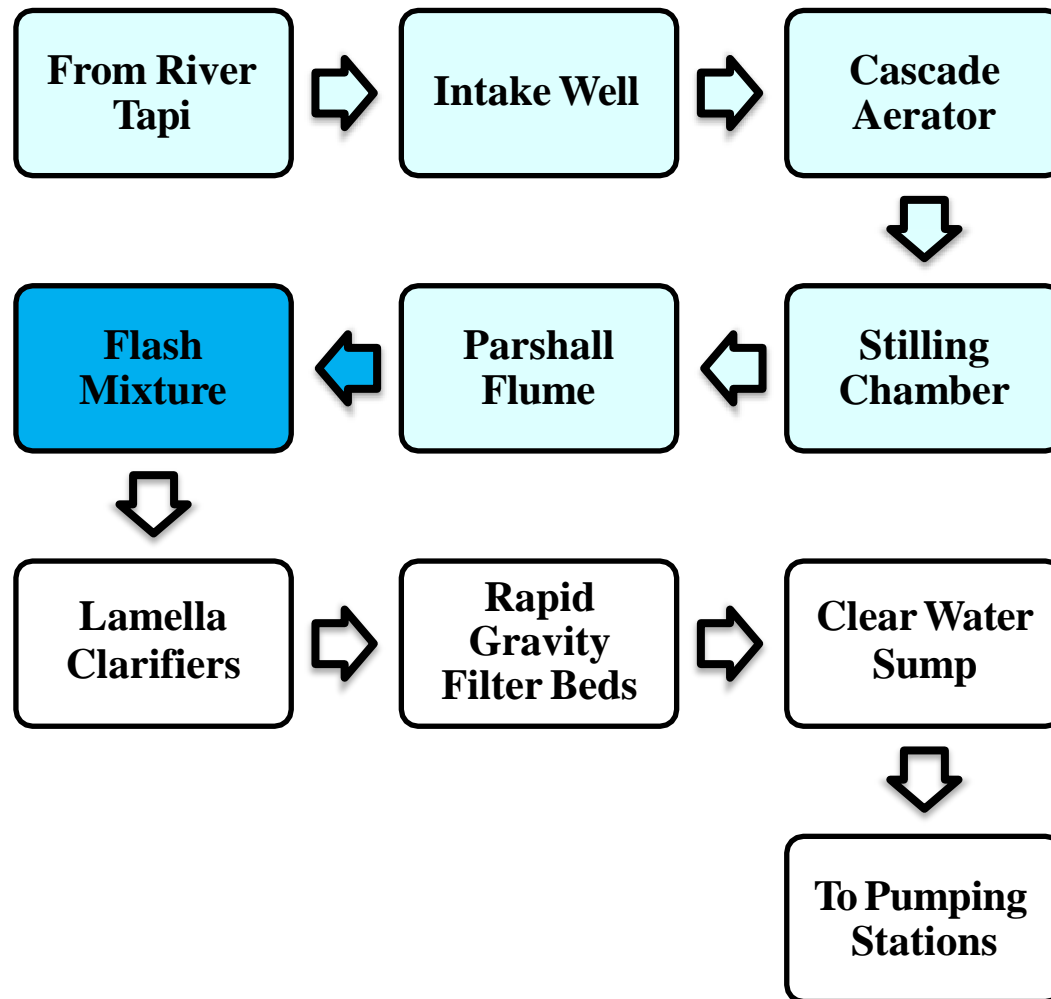 From River
Tapi
Intake Well
Cascade
Aerator
Stilling
Chamber
Parshall
Flume
Flash
Mixture
Lamella
Clarifiers
Rapid
Gravity
Filter Beds
Clear Water
Sump
To Pumping
Stations